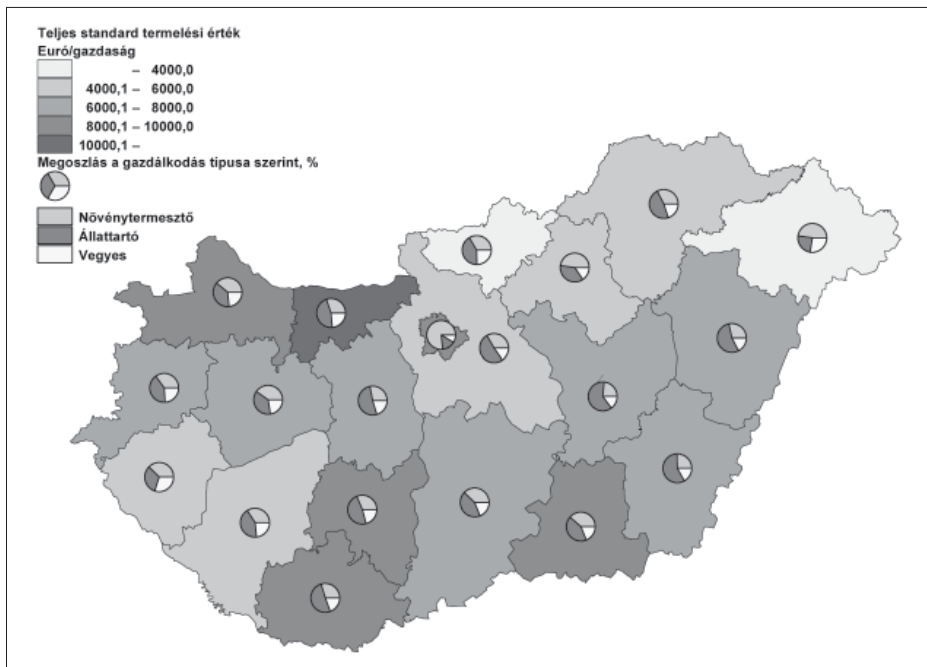 Teljes standard termelési érték
Euró/gazdaság
– 4000,0
4000,1 – 6000,0
6000,1 – 8000,0
8000,1 – 10000,0
10000,1 –
Megoszlás a gazdálkodás típusa szerint, %
Növénytermesztő
Állattartó
Vegyes